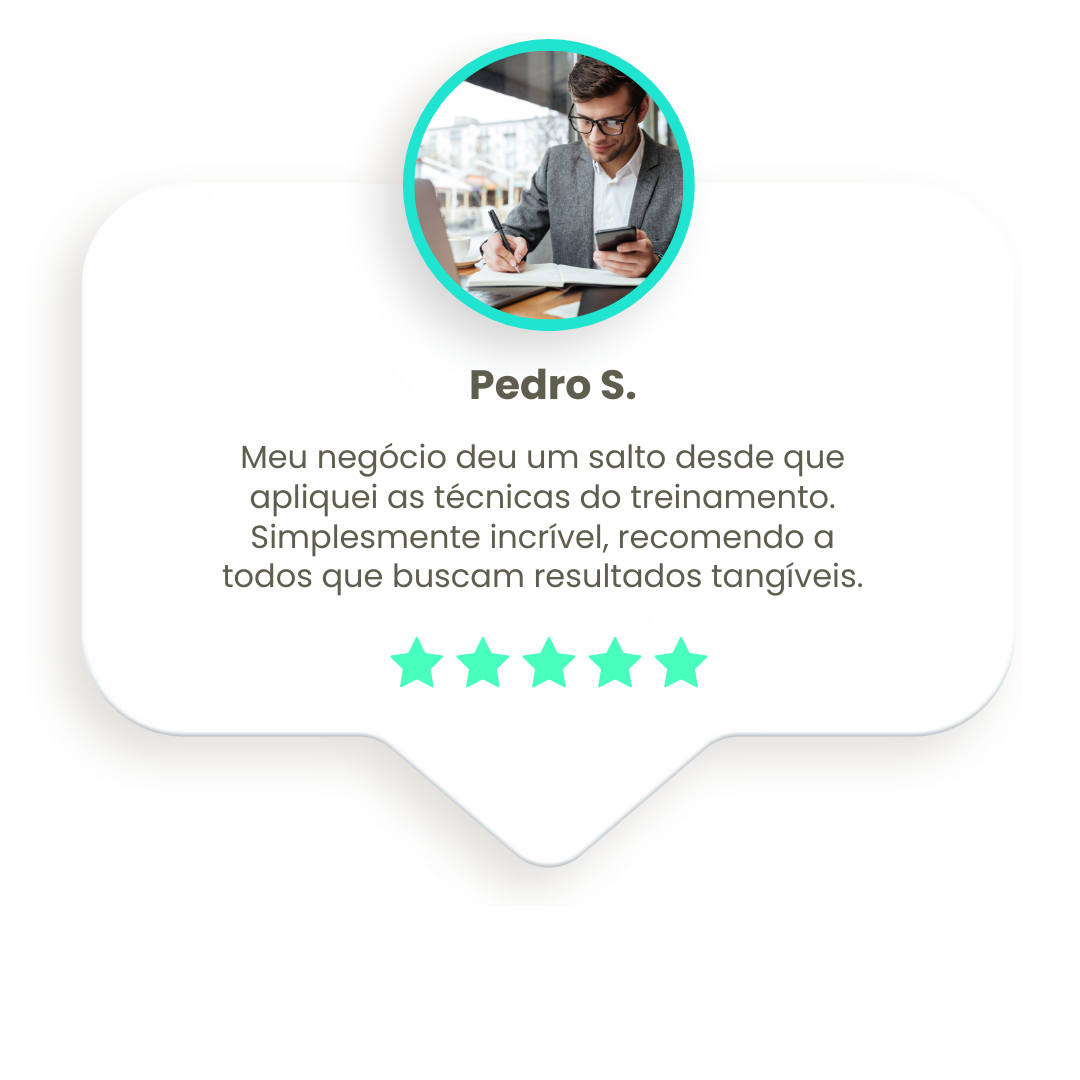 Pedro S.
Meu negócio deu um salto desde que
apliquei as técnicas do treinamento.
Simplesmente incrível, recomendo a
todos que buscam resultados tangíveis.